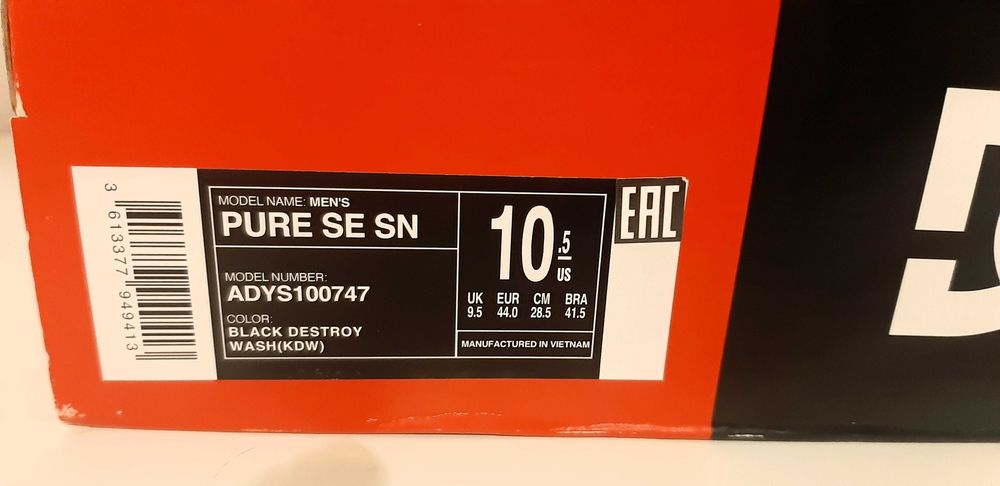 3 613377 949413
MODEL NAME: MEN'S
PURE SE SN
MODEL NUMBER:
ADYS100747
COLOR:
BLACK DESTROY
WASH(KDW)
10.5
US
UK EUR CM BRA
9.5 44.0 28.5 41.5
MANUFACTURED IN VIETNAM
EAC